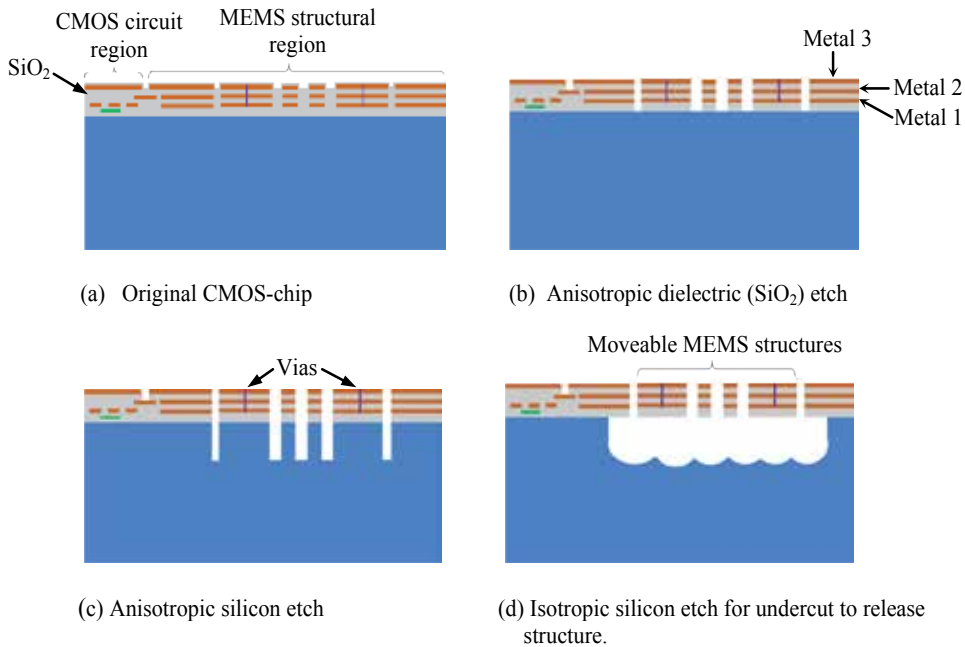 CMOS circuit
region
MEMS structural
region
SiO₂
Metal 3
Metal 2
Metal 1
(a) Original CMOS-chip
(b) Anisotropic dielectric (SiO₂) etch
Vias
Moveable MEMS structures
(c) Anisotropic silicon etch
(d) Isotropic silicon etch for undercut to release
structure.